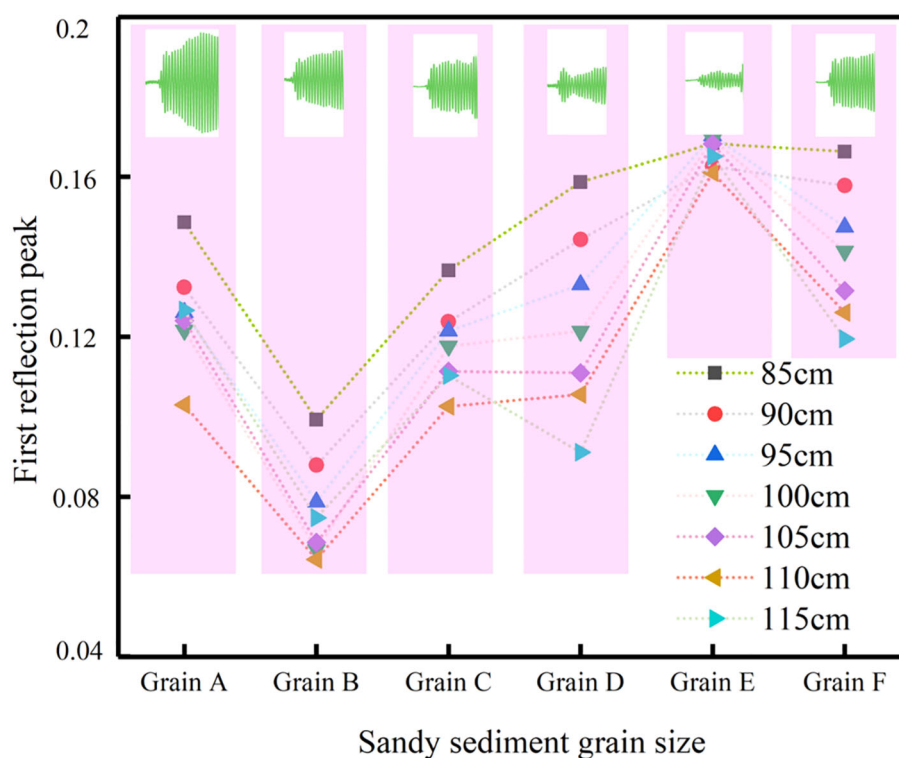 0.2
0.16
0.12
0.08
0.04
First reflection peak
85cm
90cm
95cm
100cm
105cm
110cm
115cm
Grain A Grain B Grain C Grain D Grain E Grain F
Sandy sediment grain size